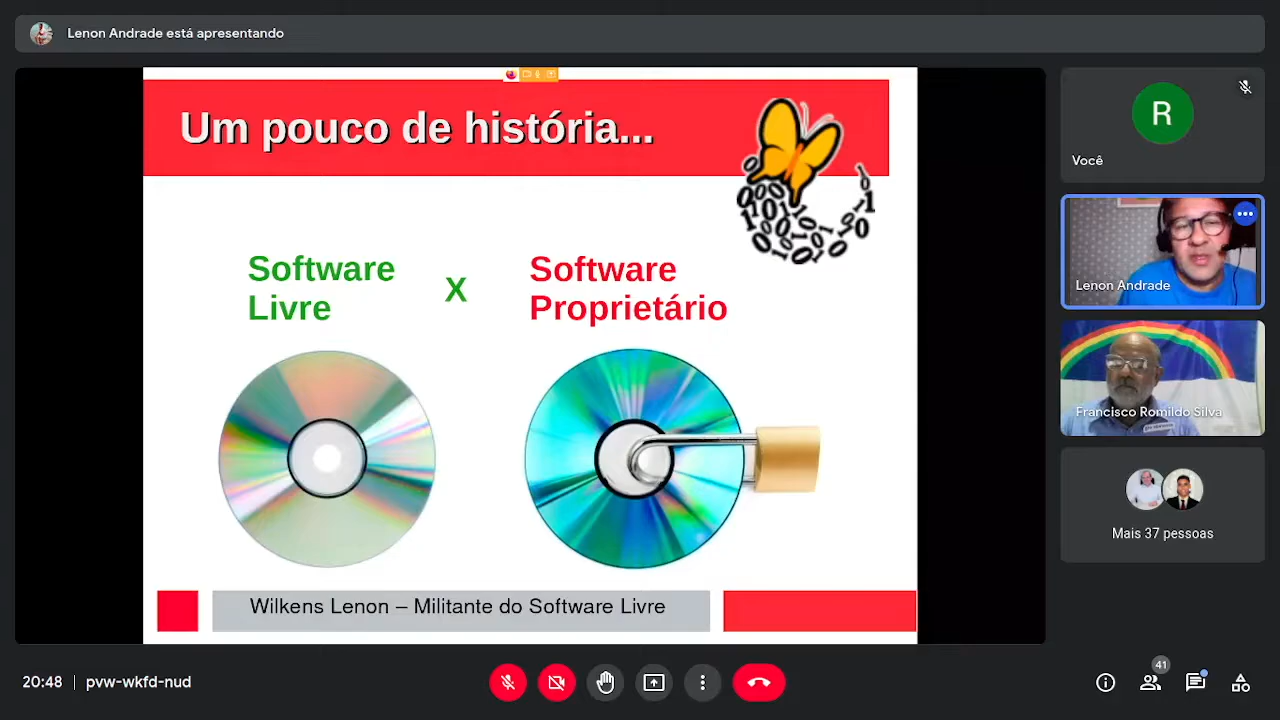 Lenon Andrade está apresentando
Um pouco de história...
Software
Livre
X
Software
Proprietário
Wilkens Lenon – Militante do Software Livre
R
Você
Lenon Andrade
Francisco Romildo Silva
Mais 37 pessoas
20:48 | pvw-wkfd-nud
41